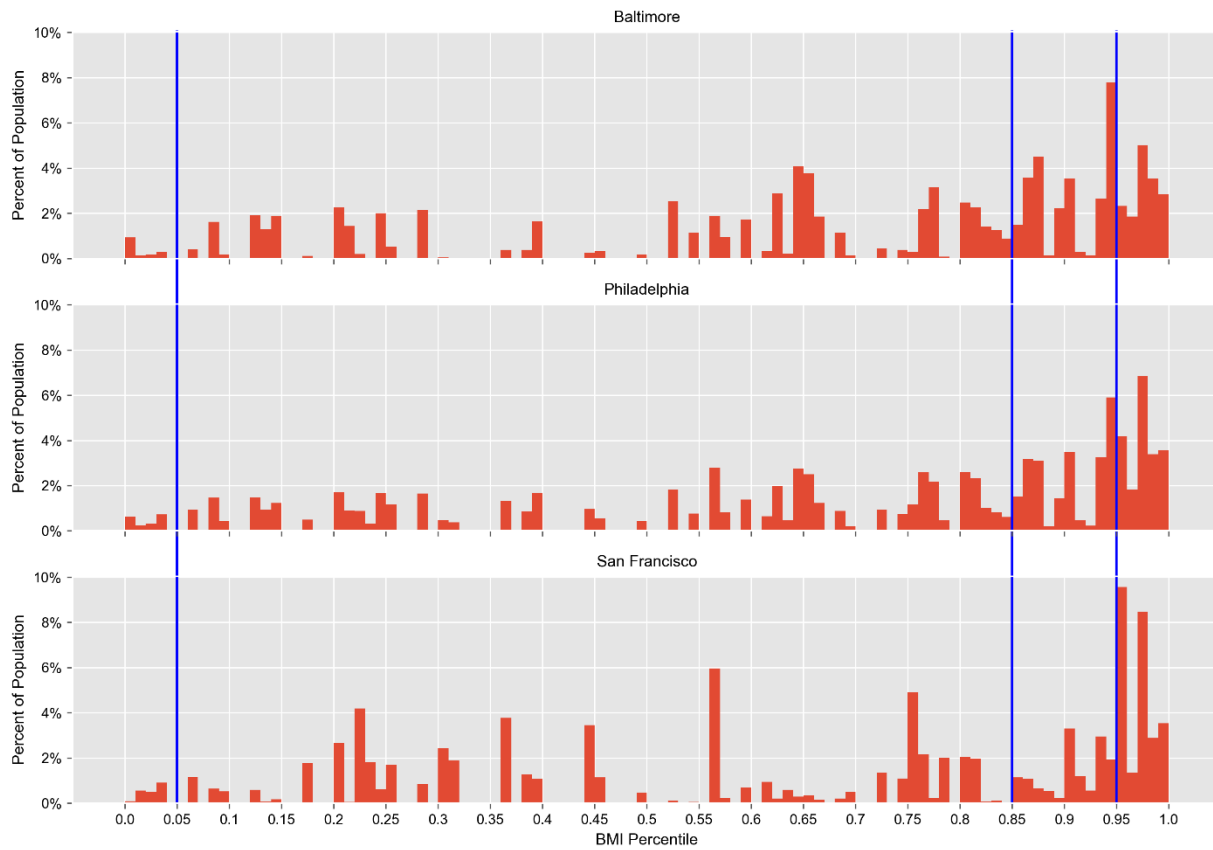 Baltimore
10%
8%
6%
4%
2%
0%
Percent of Population
Philadelphia
10%
8%
6%
4%
2%
0%
Percent of Population
San Francisco
10%
8%
6%
4%
2%
0%
Percent of Population
0.0 0.05 0.1 0.15 0.2 0.25 0.3 0.35 0.4 0.45 0.5 0.55 0.6 0.65 0.7 0.75 0.8 0.85 0.9 0.95 1.0
BMI Percentile